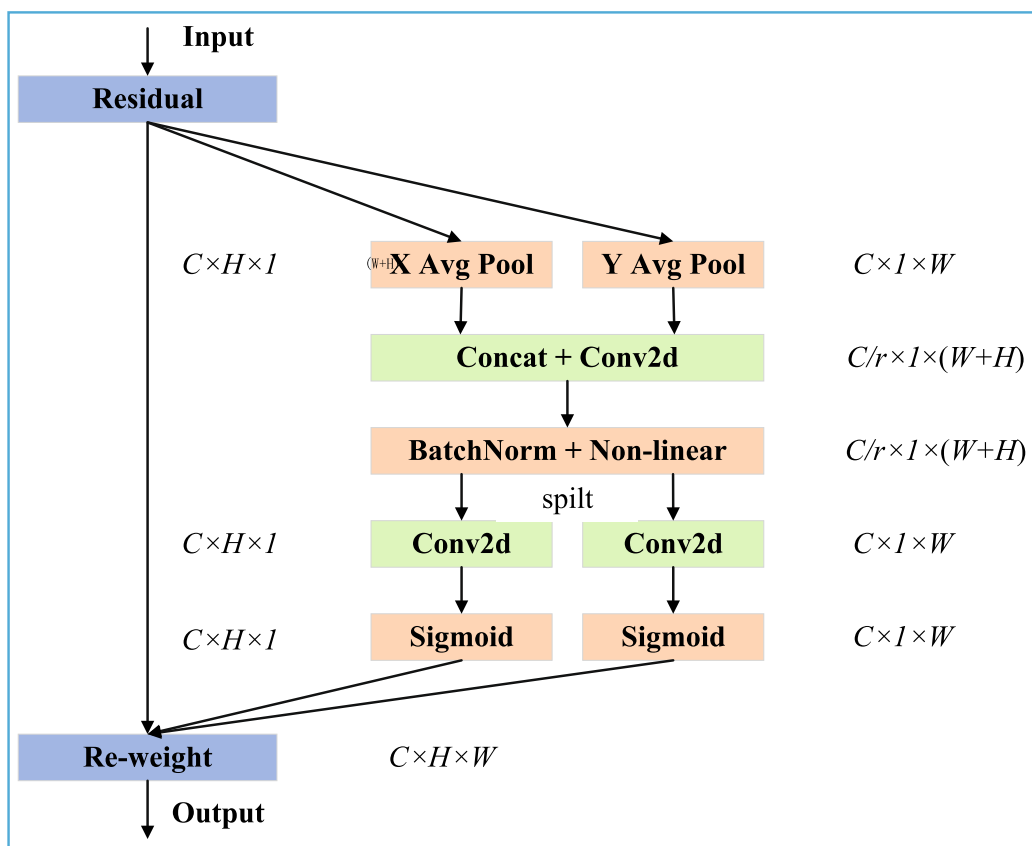 Input
Residual
C×H×1
(W+H)
X Avg Pool
Y Avg Pool
C×1×W
Concat + Conv2d
C/r×1×(W+H)
BatchNorm + Non-linear
C/r×1×(W+H)
spilt
C×H×1
Conv2d
Conv2d
C×1×W
C×H×1
Sigmoid
Sigmoid
C×1×W
Re-weight
C×H×W
Output